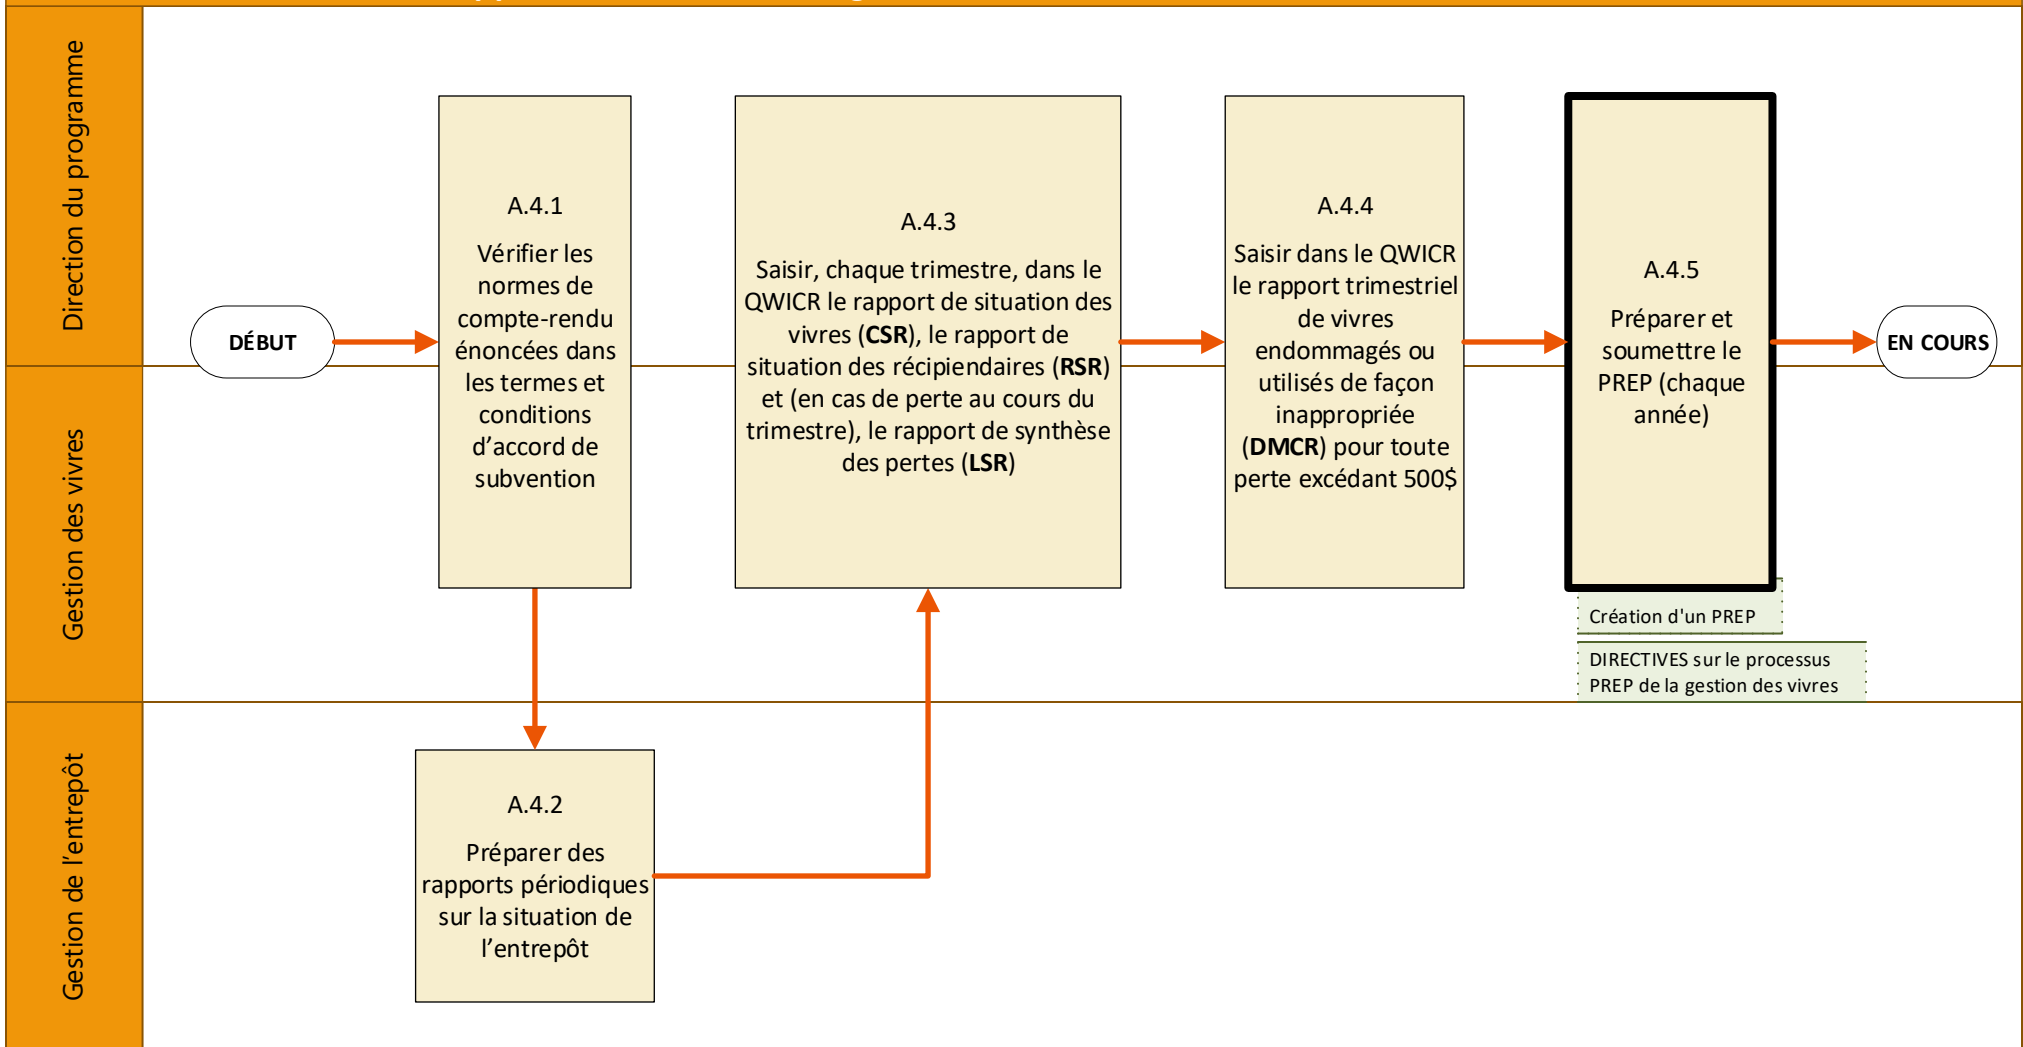 Direction du programme
Gestion des vivres
Gestion de l'entrepôt
DÉBUT
A.4.1
Vérifier les
normes de
compte-rendu
énoncées dans
les termes et
conditions
d’accord de
subvention
A.4.2
Préparer des
rapports périodiques
sur la situation de
l’entrepôt
A.4.3
Saisir, chaque trimestre, dans le
QWICR le rapport de situation des
vivres (CSR), le rapport de
situation des récipiendaires (RSR)
et (en cas de perte au cours du
trimestre), le rapport de synthèse
des pertes (LSR)
A.4.4
Saisir dans le QWICR
le rapport trimestriel
de vivres
endommagés ou
utilisés de façon
inappropriée
(DMCR) pour toute
perte excédant 500$
A.4.5
Préparer et
soumettre le
PREP (chaque
année)
Création d'un PREP
DIRECTIVES sur le processus
PREP de la gestion des vivres
EN COURS